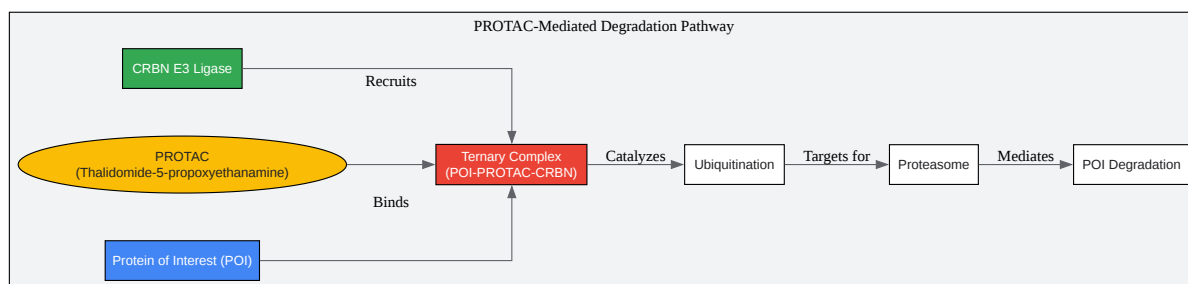 PROTAC-Mediated Degradation Pathway
CRBN E3 Ligase
Recruits
PROTAC
(Thalidomide-5-propoxyethanamine)
Binds
Protein of Interest (POI)
Ternary Complex
(POI-PROTAC-CRBN)
Catalyzes
Ubiquitination
Targets for
Proteasome
Mediates
POI Degradation